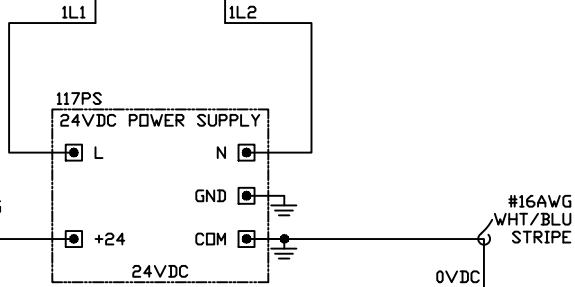 1L1
1L2
117PS
24VDC POWER SUPPLY
L
N
GND
#16AWG
WHT/BLU
STRIPE
+24
COM
24VDC
0VDC